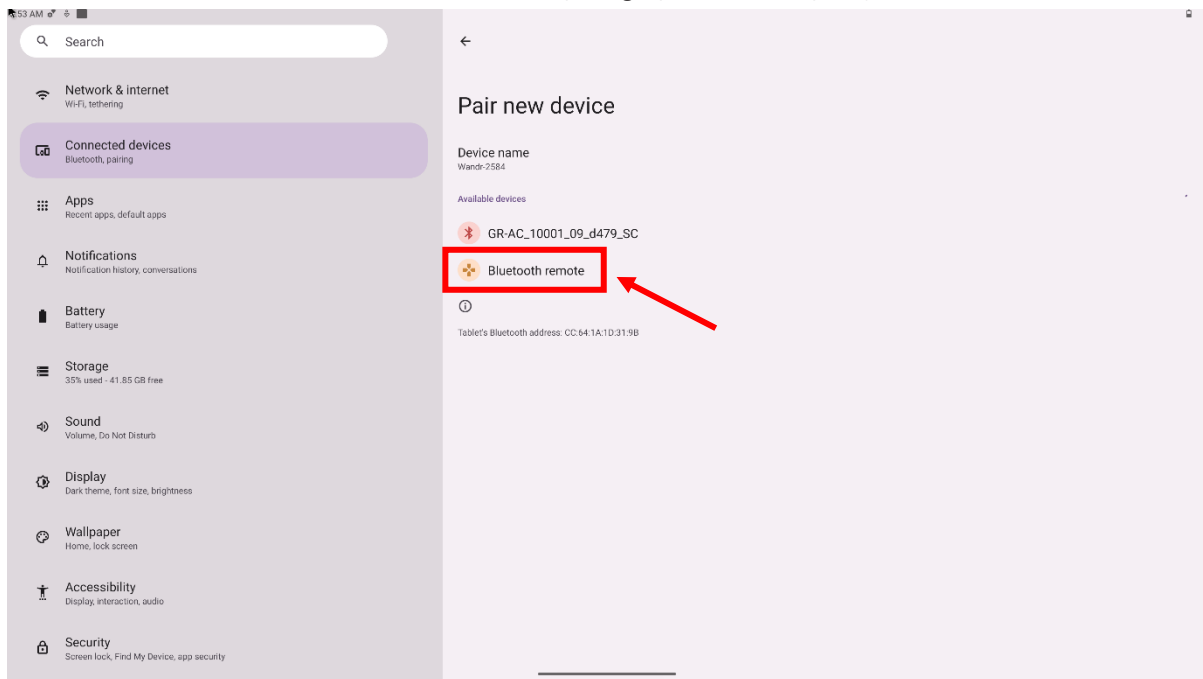 :53 AM
Search
Network & internet
Wi-Fi, tethering
Connected devices
Bluetooth, pairing
Apps
Recent apps, default apps
Notifications
Notification history, conversations
Battery
Battery usage
Storage
35% used - 41.85 GB free
Sound
Volume, Do Not Disturb
Display
Dark theme, font size, brightness
Wallpaper
Home, lock screen
Accessibility
Display, interaction, audio
Security
Screen lock, Find My Device, app security
Pair new device
Device name
Wandr-2584
Available devices
GR-AC_10001_09_d479_SC
Bluetooth remote
Tablet's Bluetooth address: CC:64:1A:1D:31:9B